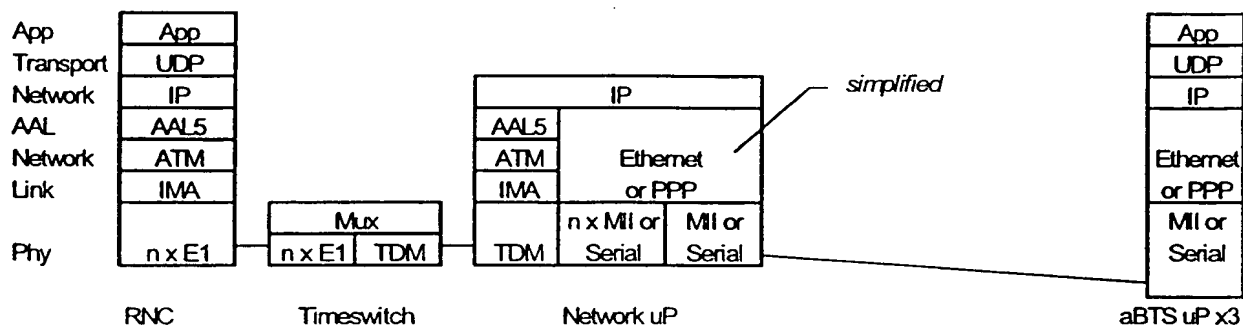 App App App
Transport UDP UDP
Network IP IP simplified IP
AAL AAL5 AAL5
Network ATM ATM Ethernet Ethernet
Link IMA IMA or PPP or PPP
Mux n x MII or MII or MII or
Phy n x E1 n x E1 TDM TDM Serial Serial Serial
RNC Timeswitch Network uP aBTS uP x3